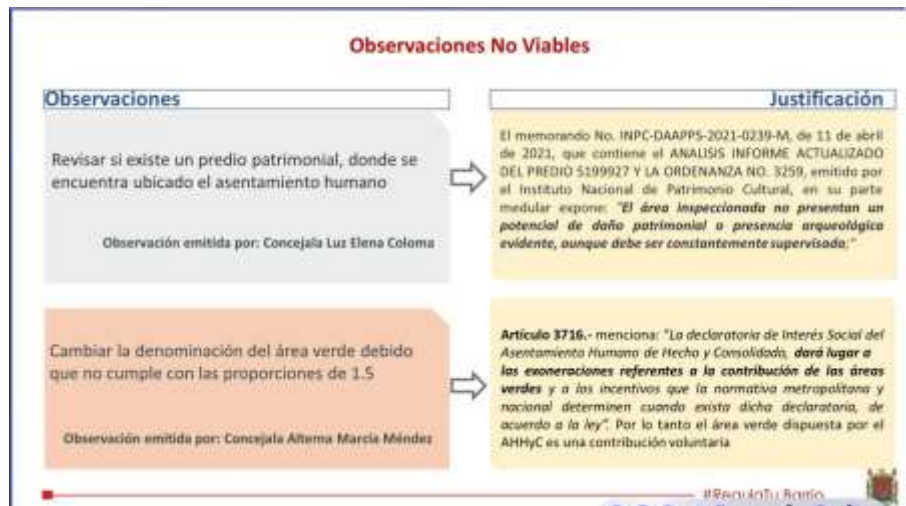 Observaciones No Viables
Observaciones
Justificación
Revisar si existe un predio patrimonial, donde se
encuentra ubicado el asentamiento humano
Observación emitida por: Concejala Luz Elena Coloma
El memorando No. INPC-DAAPPS-2021-0239-M, de 11 de abril
de 2021, que contiene el ANALISIS INFORME ACTUALIZADO
DEL PREDIO 5199927 Y LA ORDENANZA NO. 3259, emitido por
el Instituto Nacional de Patrimonio Cultural, en su parte
medular expone: "El área inspeccionada no presentan un
potencial de daño patrimonial o presencia arqueológica
evidente, aunque debe ser constantemente supervisada;"
Cambiar la denominación del área verde debido
que no cumple con las proporciones de 1.5
Observación emitida por: Concejala Alterna Marcia Méndez
Artículo 3716.- menciona: "La declaratoria de Interés Social del
Asentamiento Humano de Hecho y Consolidado, dará lugar a
las exoneraciones referentes a la contribución de las áreas
verdes y a los incentivos que la normativa metropolitana y
nacional determinen cuando exista dicha declaratoria, de
acuerdo a la ley". Por lo tanto el área verde dispuesta por el
AHHyC es una contribución voluntaria
#RegulaTu Barrio